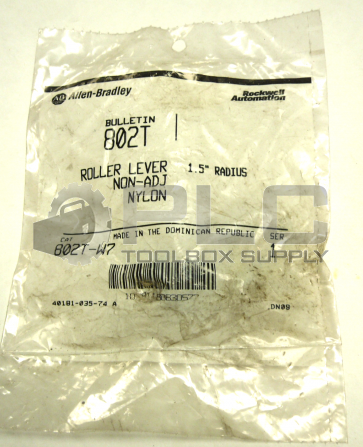 AB Allen-Bradley
Rockwell Automation
BULLETIN
802T
ROLLER LEVER 1.5" RADIUS
NON-ADJ
NYLON
PLC
TOOLBOX SUPPLY
MADE IN THE DOMINICAN REPUBLIC
CAT SER
802T-W7 1
40181-035-74 A
DN09